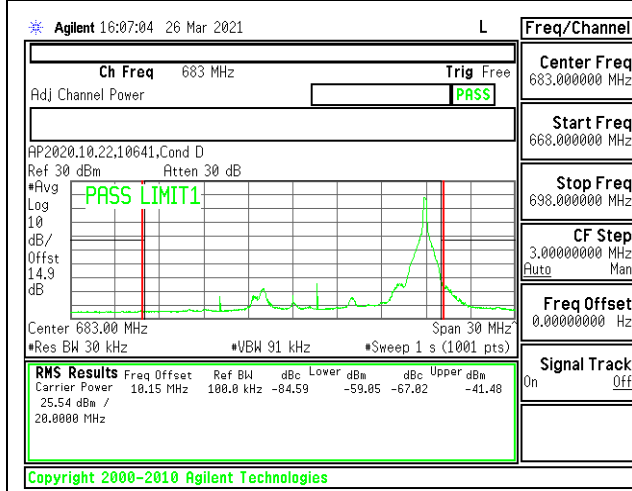 Agilent 16:07:04 26 Mar 2021 L
Freq/Channel
Ch Freq 683 MHz Trig Free
Adj Channel Power PASS
Center Freq
683.000000 MHz
Start Freq
668.000000 MHz
Stop Freq
698.000000 MHz
CF Step
3.00000000 MHz
Auto Man
Freq Offset
0.00000000 Hz
Signal Track
On Off
AP2020.10.22,10641,Cond D
Ref 30 dBm Atten 30 dB
#Avg
Log
10
dB/
Offst
14.9
dB
PASS LIMIT1
Center 683.00 MHz Span 30 MHz^
#Res BW 30 kHz #VBW 91 kHz #Sweep 1 s (1001 pts)
RMS Results Freq Offset Ref BW dBc Lower dBm dBc Upper dBm
Carrier Power 10.15 MHz 100.0 kHz -84.59 -59.05 -67.02 -41.48
25.54 dBm /
20.0000 MHz
Copyright 2000-2010 Agilent Technologies